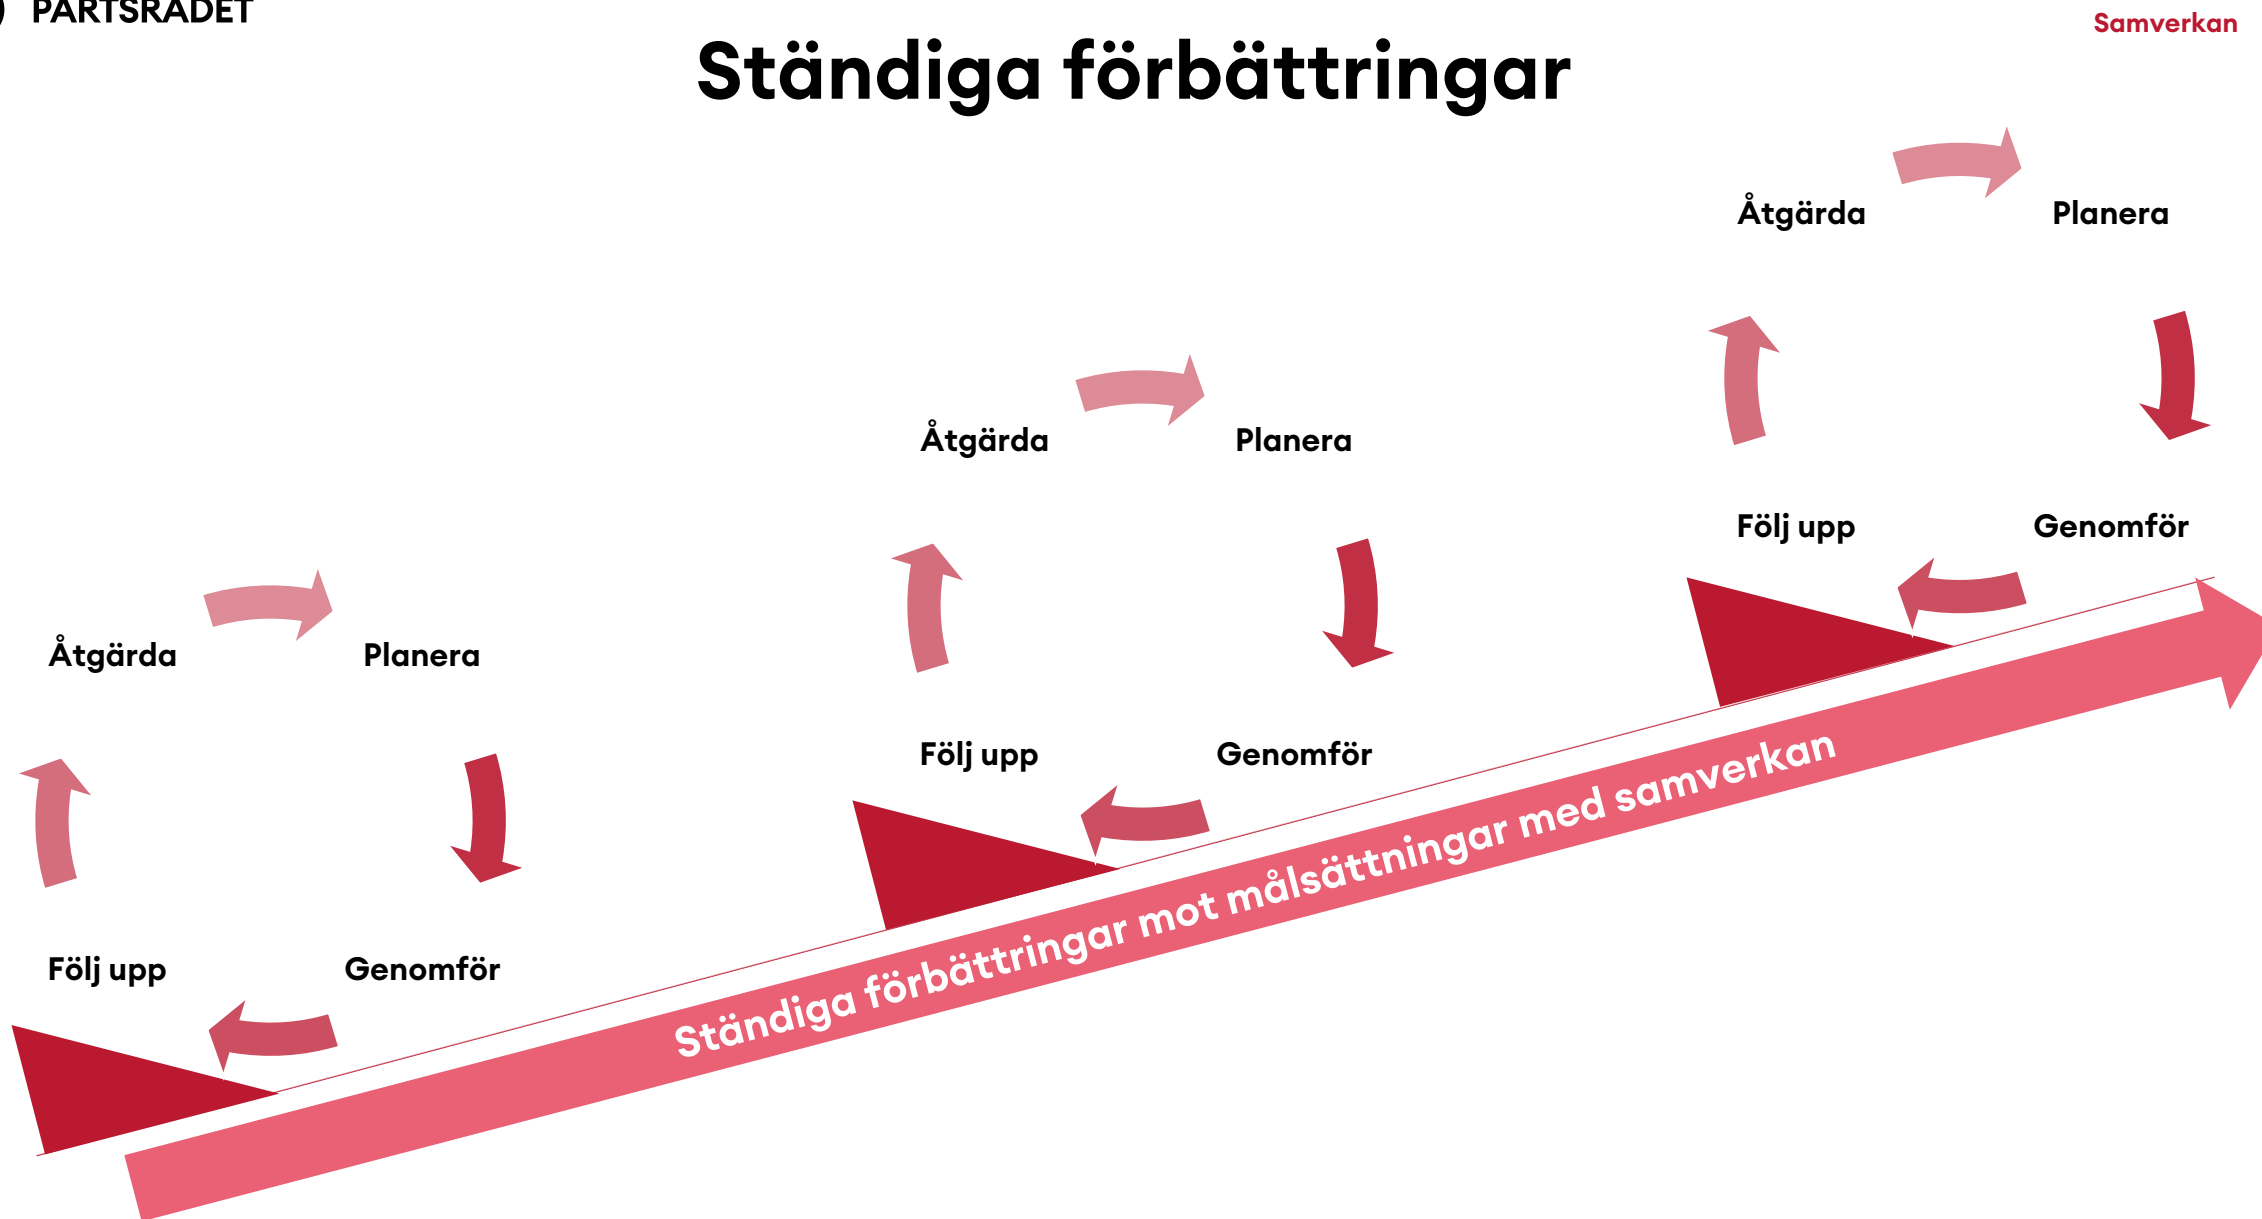 PARTSRÅDET
Samverkan
Ständiga förbättringar
Åtgärda
Planera
Följ upp
Genomför
Åtgärda
Planera
Följ upp
Genomför
Åtgärda
Planera
Följ upp
Genomför
Ständiga förbättringar mot målsättningar med samverkan